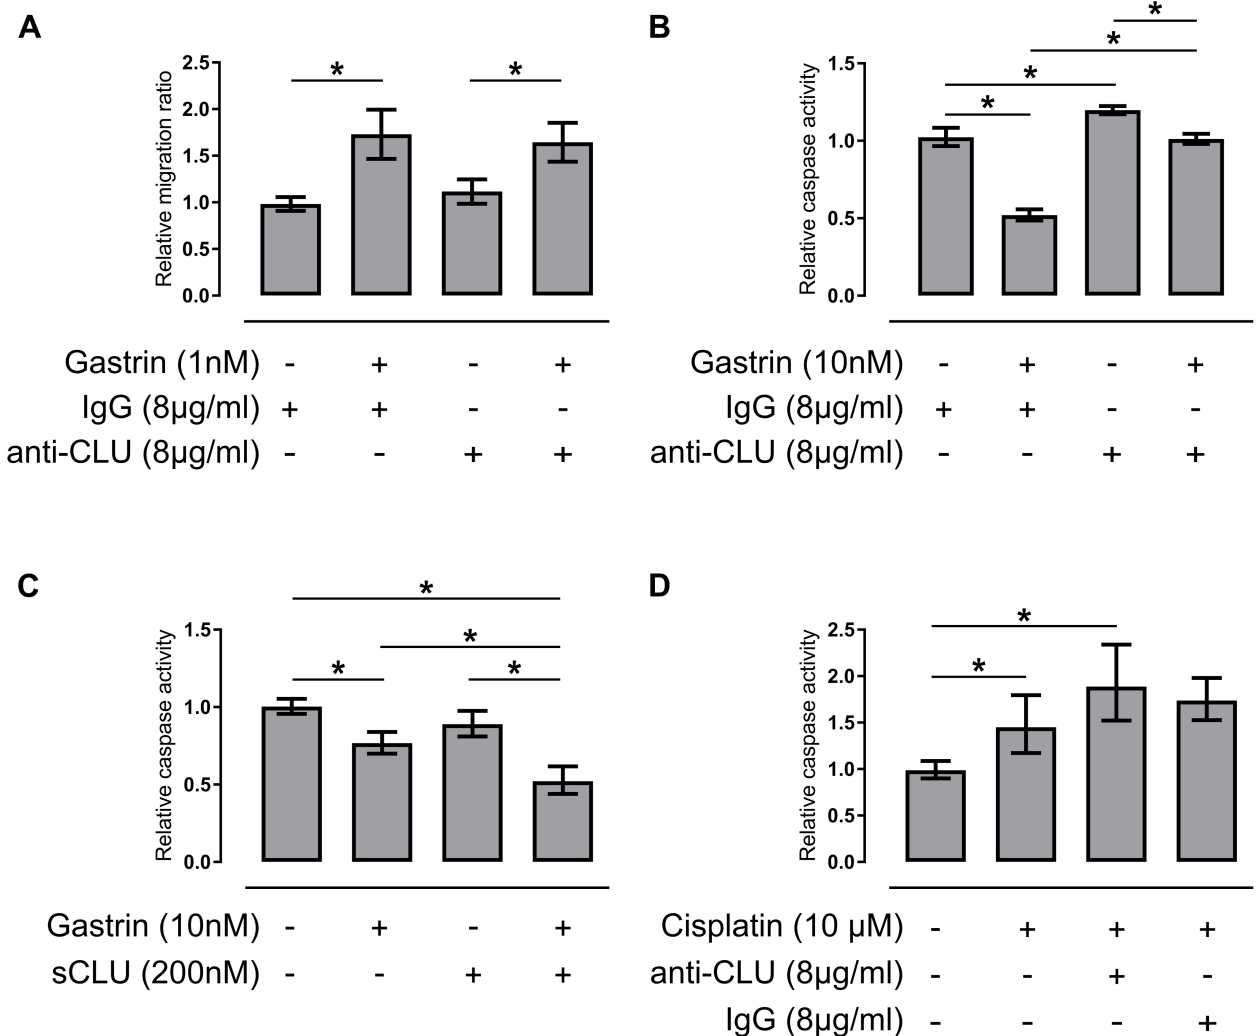 A
*
*
Relative migration ratio
2.5
2.0
1.5
1.0
0.5
0.0
Gastrin (1nM) - + - +
IgG (8µg/ml) + + - -
anti-CLU (8µg/ml) - - + +
B
*
*
*
*
Relative caspase activity
1.5
1.0
0.5
0.0
Gastrin (10nM) - + - +
IgG (8µg/ml) + + - -
anti-CLU (8µg/ml) - - + +
C
*
*
*
*
Relative caspase activity
1.5
1.0
0.5
0.0
Gastrin (10nM) - + - +
sCLU (200nM) - - + +
D
*
*
Relative caspase activity
2.5
2.0
1.5
1.0
0.5
0.0
Cisplatin (10 µM) - + + +
anti-CLU (8µg/ml) - - + -
IgG (8µg/ml) - - - +